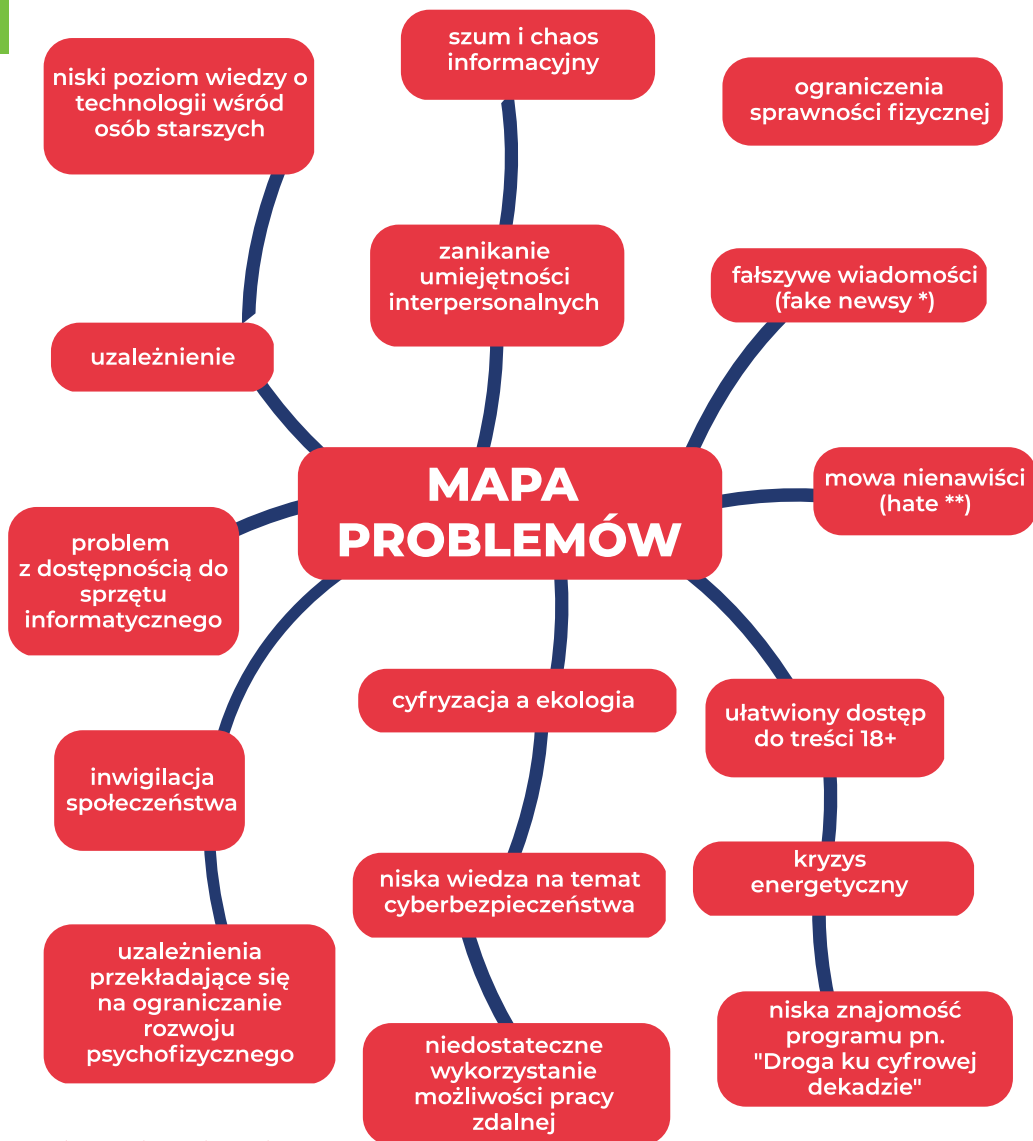 szum i chaos
informacyjny
niski poziom wiedzy o
technologii wśród
osób starszych
ograniczenia
sprawności fizycznej
zanikanie
umiejętności
interpersonalnych
fałszywe wiadomości
(fake newsy *)
uzależnienie
MAPA
PROBLEMÓW
mowa nienawiści
(hate **)
problem
z dostępnością do
sprzętu
informatycznego
cyfryzacja a ekologia
ułatwiony dostęp
do treści 18+
inwigilacja
społeczeństwa
niska wiedza na temat
cyberbezpieczeństwa
kryzys
energetyczny
uzależnienia
przekładające się
na ograniczanie
rozwoju
psychofizycznego
niedostateczne
wykorzystanie
możliwości pracy
zdalnej
niska znajomość
programu pn.
"Droga ku cyfrowej
dekadzie"